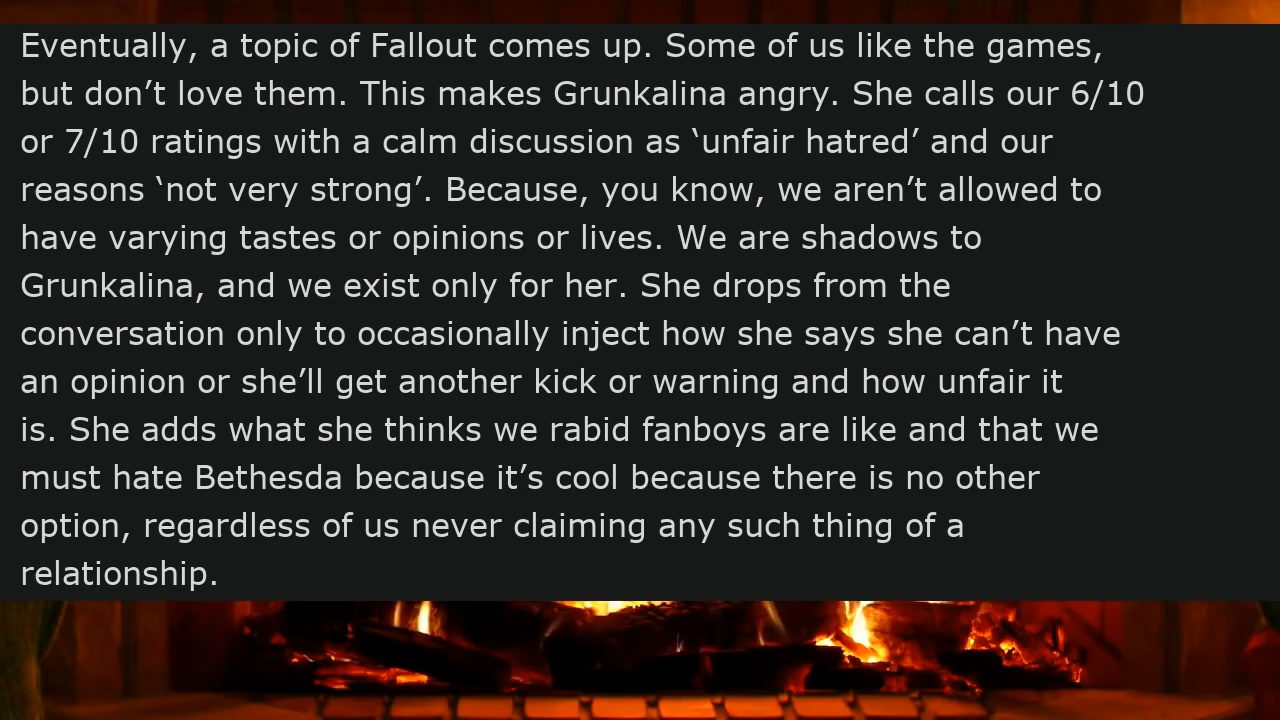 Eventually, a topic of Fallout comes up. Some of us like the games,
but don’t love them. This makes Grunkalina angry. She calls our 6/10
or 7/10 ratings with a calm discussion as ‘unfair hatred’ and our
reasons ‘not very strong’. Because, you know, we aren’t allowed to
have varying tastes or opinions or lives. We are shadows to
Grunkalina, and we exist only for her. She drops from the
conversation only to occasionally inject how she says she can’t have
an opinion or she’ll get another kick or warning and how unfair it
is. She adds what she thinks we rabid fanboys are like and that we
must hate Bethesda because it’s cool because there is no other
option, regardless of us never claiming any such thing of a
relationship.